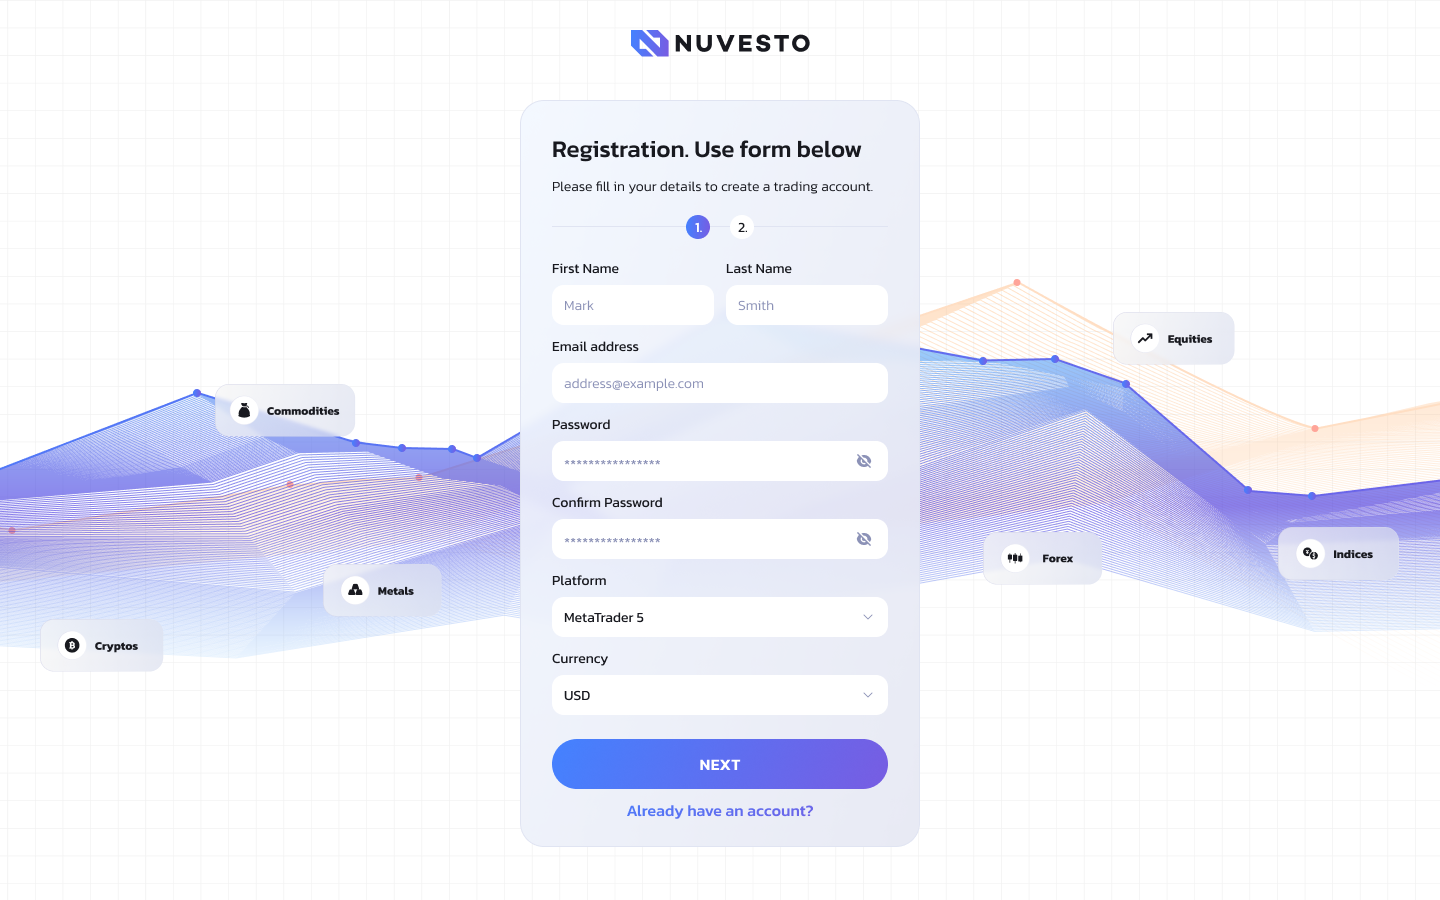 NUVESTO
Registration. Use form below
Please fill in your details to create a trading account.
1. 2.
First Name Last Name
Mark Smith
Email address
address@example.com
Password
****************
Confirm Password
****************
Platform
MetaTrader 5
Currency
USD
NEXT
Already have an account?
Commodities
Metals
Cryptos
Equities
Forex
Indices